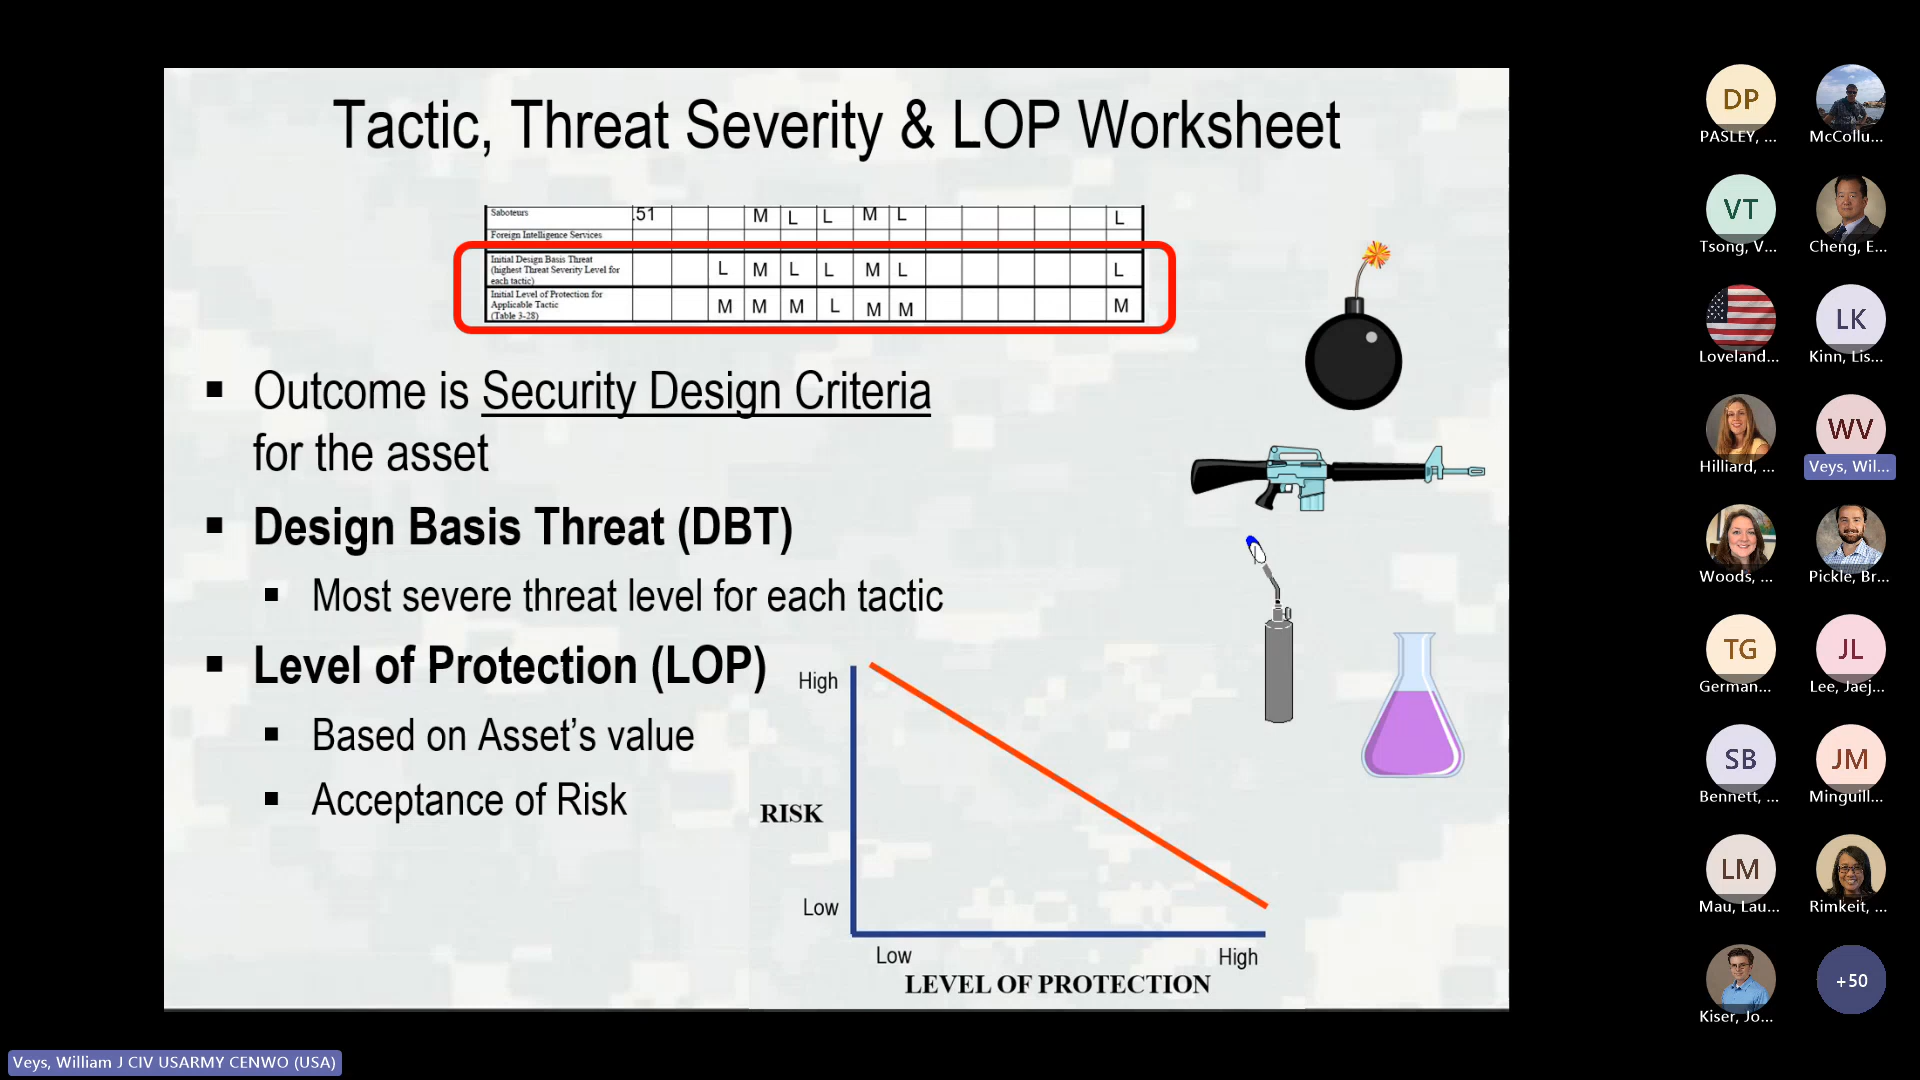 Tactic, Threat Severity & LOP Worksheet
Saboteurs .51 M L L M L L
Foreign Intelligence Services
Initial Design Basis Threat
(highest Threat Severity Level for
each tactic)
L M L L M L L
Initial Level of Protection for
Applicable Tactic
(Table 3-28)
M M M L M M M
▪ Outcome is Security Design Criteria
for the asset
▪ Design Basis Threat (DBT)
▪ Most severe threat level for each tactic
▪ Level of Protection (LOP)
▪ Based on Asset’s value
▪ Acceptance of Risk
High
RISK
Low
Low High
LEVEL OF PROTECTION
DP
PASLEY, ...
McCollu...
VT
Tsong, V...
Cheng, E...
Loveland...
LK
Kinn, Lis...
Hilliard, ...
WV
Veys, Wil...
Woods, ...
Pickle, Br...
TG
German...
JL
Lee, Jaej...
SB
Bennett, ...
JM
Minguill...
LM
Mau, Lau...
Rimkeit, ...
Kiser, Jo...
+50
Veys, William J CIV USARMY CENWO (USA)